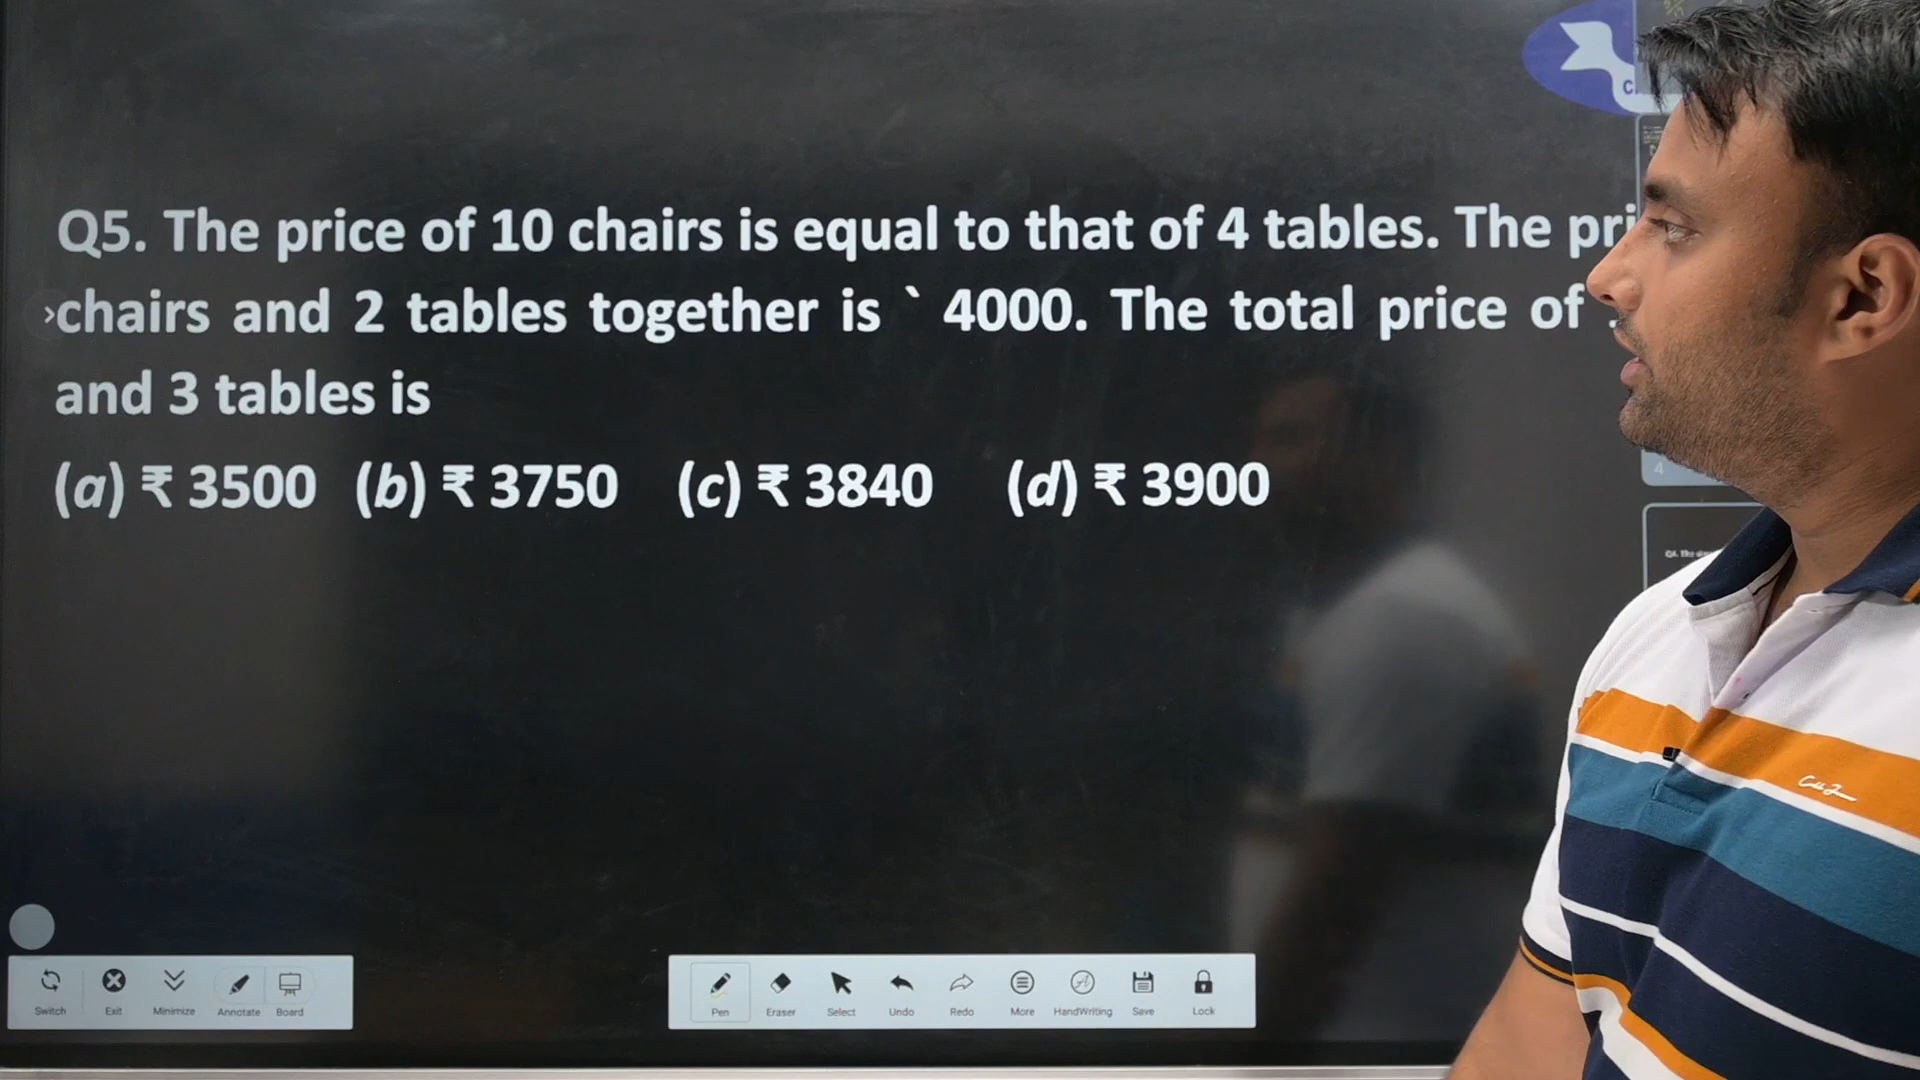 Q5. The price of 10 chairs is equal to that of 4 tables. The
chairs and 2 tables together is ` 4000. The total price of
and 3 tables is
(a) ₹ 3500 (b) ₹ 3750 (c) ₹ 3840 (d) ₹ 3900
4
Switch Exit Minimize Annotate Board
Pen Eraser Select Undo Redo More HandWriting Save Lock